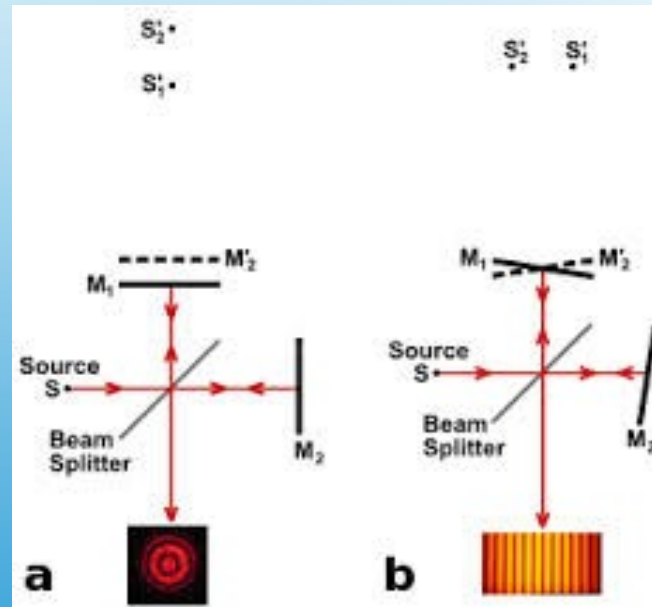 S'2
S'1
M'2
M1
Source
S
Beam
Splitter
M2
a
S'2 S'1
M1 M'2
Source
S
Beam
Splitter
M2
b